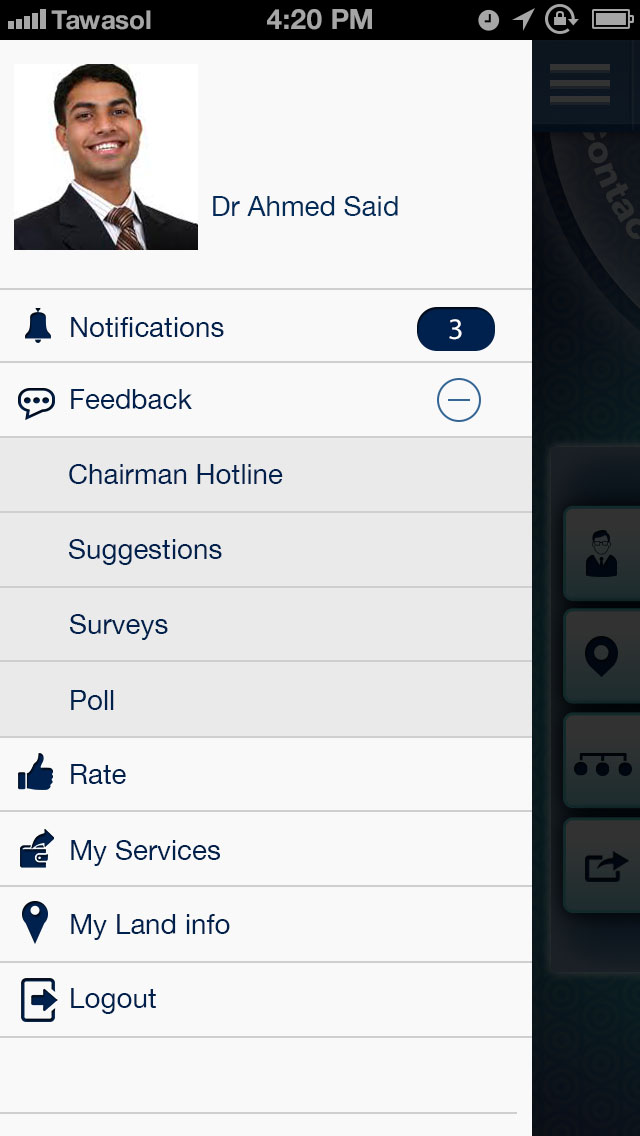 Tawasol 4:20 PM
Dr Ahmed Said
Notifications 3
Feedback
Chairman Hotline
Suggestions
Surveys
Poll
Rate
My Services
My Land info
Logout